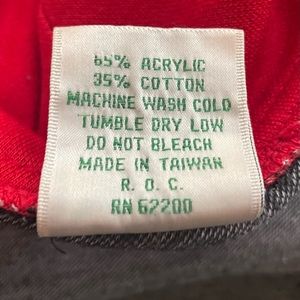 65% ACRYLIC
35% COTTON
MACHINE WASH COLD
TUMBLE DRY LOW
DO NOT BLEACH
MADE IN TAIWAN
R. O. C.
RN 62200